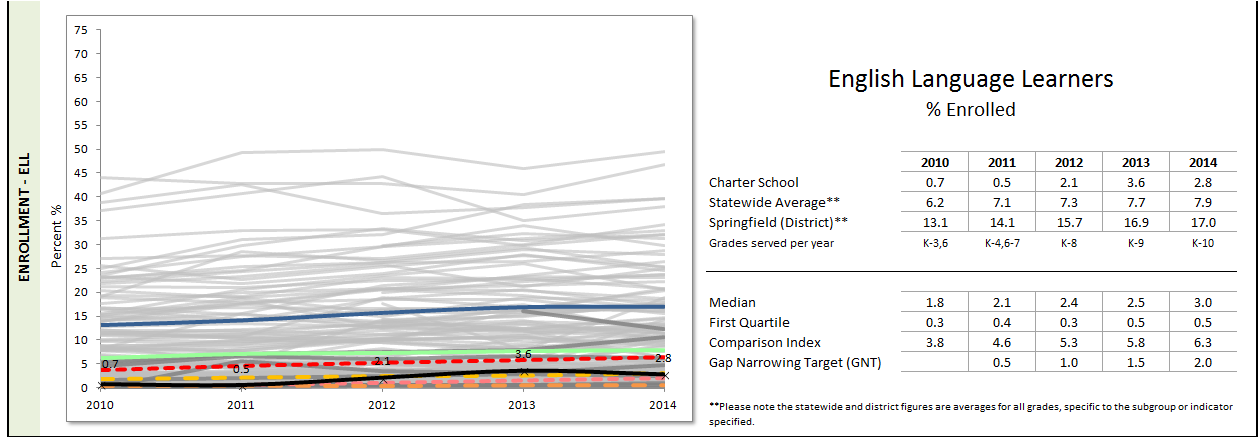 ENROLLMENT - ELL
Percent %
75
70
65
60
55
50
45
40
35
30
25
20
15
10
5
0
0.7
0.5
2.1
3.6
2.8
2010 2011 2012 2013 2014
English Language Learners
% Enrolled
2010 2011 2012 2013 2014
Charter School 0.7 0.5 2.1 3.6 2.8
Statewide Average** 6.2 7.1 7.3 7.7 7.9
Springfield (District)** 13.1 14.1 15.7 16.9 17.0
Grades served per year K-3,6 K-4,6-7 K-8 K-9 K-10
Median 1.8 2.1 2.4 2.5 3.0
First Quartile 0.3 0.4 0.3 0.5 0.5
Comparison Index 3.8 4.6 5.3 5.8 6.3
Gap Narrowing Target (GNT) 0.5 1.0 1.5 2.0
**Please note the statewide and district figures are averages for all grades, specific to the subgroup or indicator
specified.